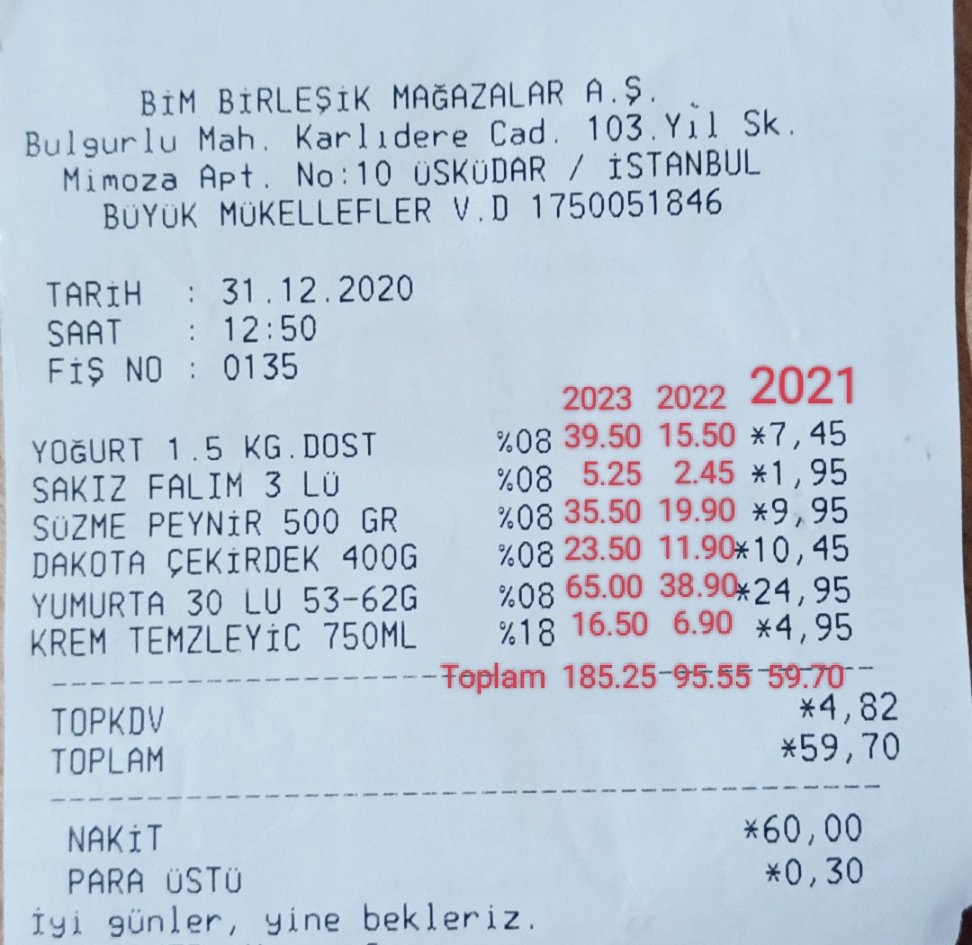 BİM BİRLEŞİK MAĞAZALAR A.Ş.
Bulgurlu Mah. Karlıdere Cad. 103.Yıl Sk.
Mimoza Apt. No:10 ÜSKÜDAR / İSTANBUL
BÜYÜK MÜKELLEFLER V.D 1750051846
TARİH : 31.12.2020
SAAT : 12:50
FİŞ NO : 0135
2023 2022 2021
YOĞURT 1.5 KG.DOST %08 39.50 15.50 *7,45
SAKIZ FALIM 3 LÜ %08 5.25 2.45 *1,95
SÜZME PEYNİR 500 GR %08 35.50 19.90 *9,95
DAKOTA ÇEKİRDEK 400G %08 23.50 11.90 *10,45
YUMURTA 30 LU 53-62G %08 65.00 38.90 *24,95
KREM TEMZLEYİC 750ML %18 16.50 6.90 *4,95
Toplam 185.25 95.55 59.70
TOPKDV *4,82
TOPLAM *59,70
NAKİT *60,00
PARA ÜSTÜ *0,30
İyi günler, yine bekleriz.